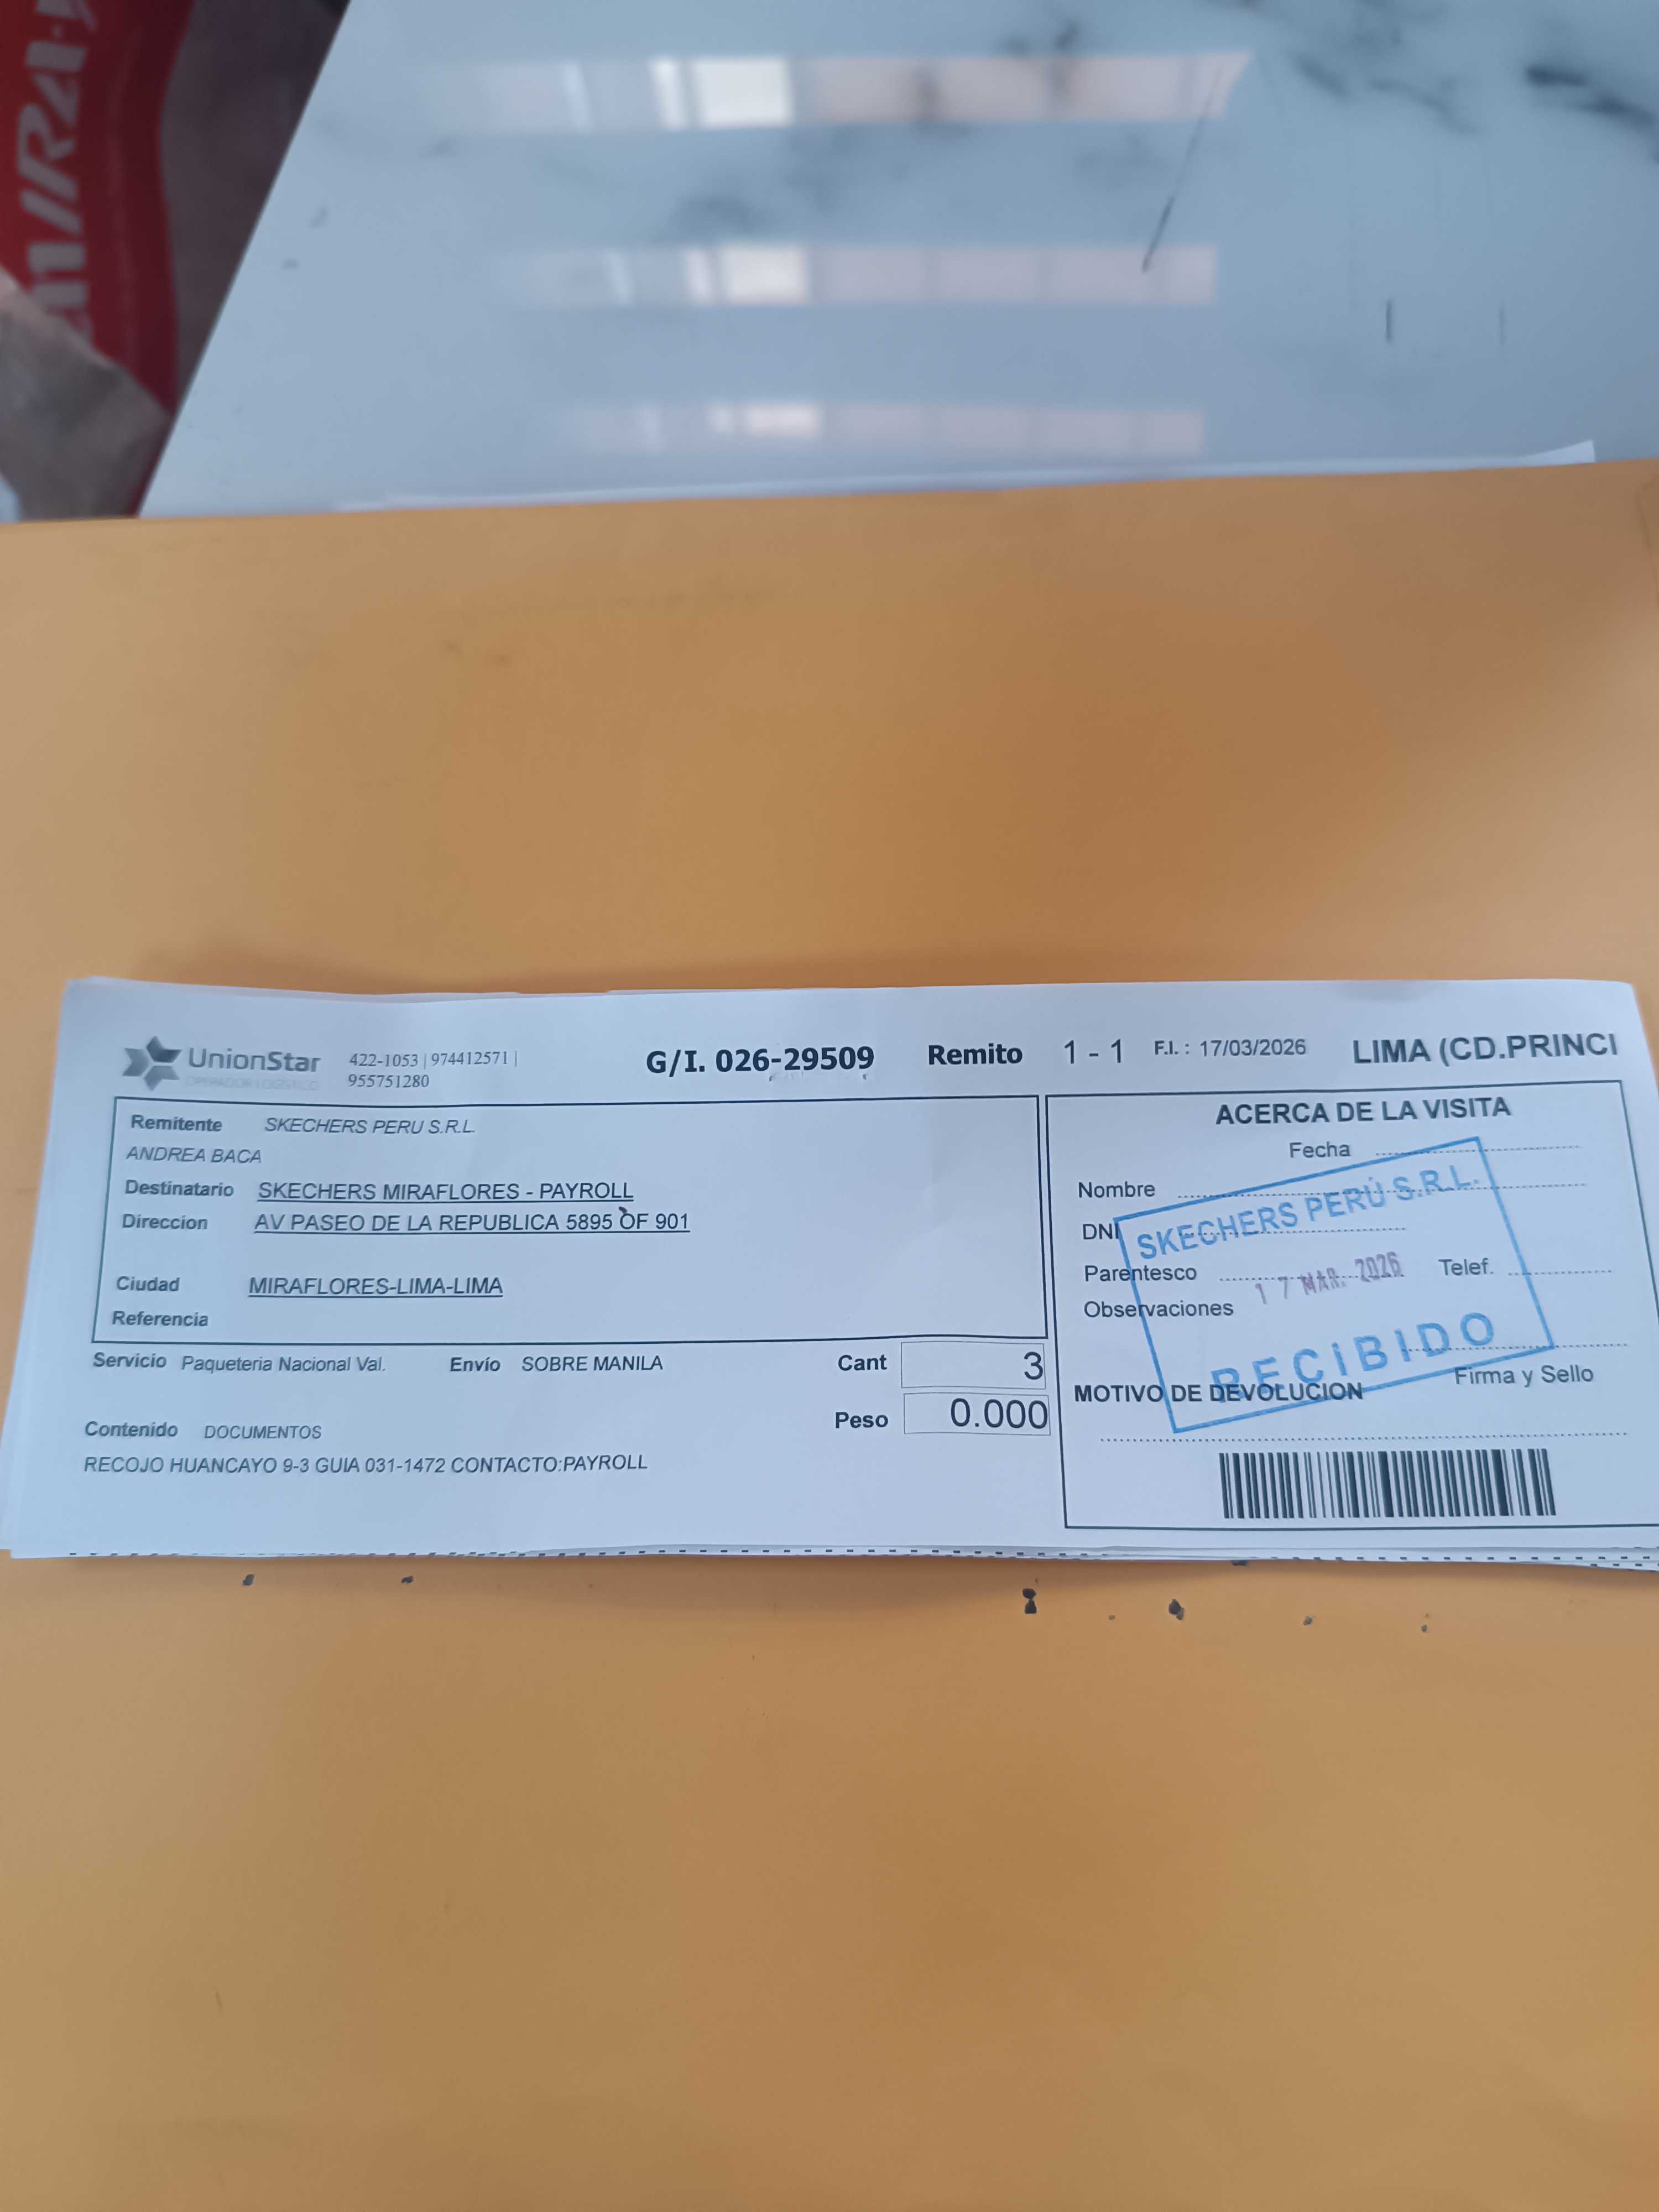 UnionStar
OPERADOR LOGISTICO
422-1053 | 974412571 |
955751280
G/I. 026-29509 Remito 1 - 1 F.I. : 17/03/2026 LIMA (CD.PRINCI
Remitente SKECHERS PERU S.R.L.
ANDREA BACA
Destinatario SKECHERS MIRAFLORES - PAYROLL
Direccion AV PASEO DE LA REPUBLICA 5895 OF 901
Ciudad MIRAFLORES-LIMA-LIMA
Referencia
Servicio Paqueteria Nacional Val. Envío SOBRE MANILA Cant 3
Peso 0.000
Contenido DOCUMENTOS
RECOJO HUANCAYO 9-3 GUIA 031-1472 CONTACTO:PAYROLL
ACERCA DE LA VISITA
Fecha
Nombre
DNI
Parentesco Telef.
Observaciones
Firma y Sello
MOTIVO DE DEVOLUCION
SKECHERS PERÚ S.R.L.
17 MAR. 2026
RECIBIDO